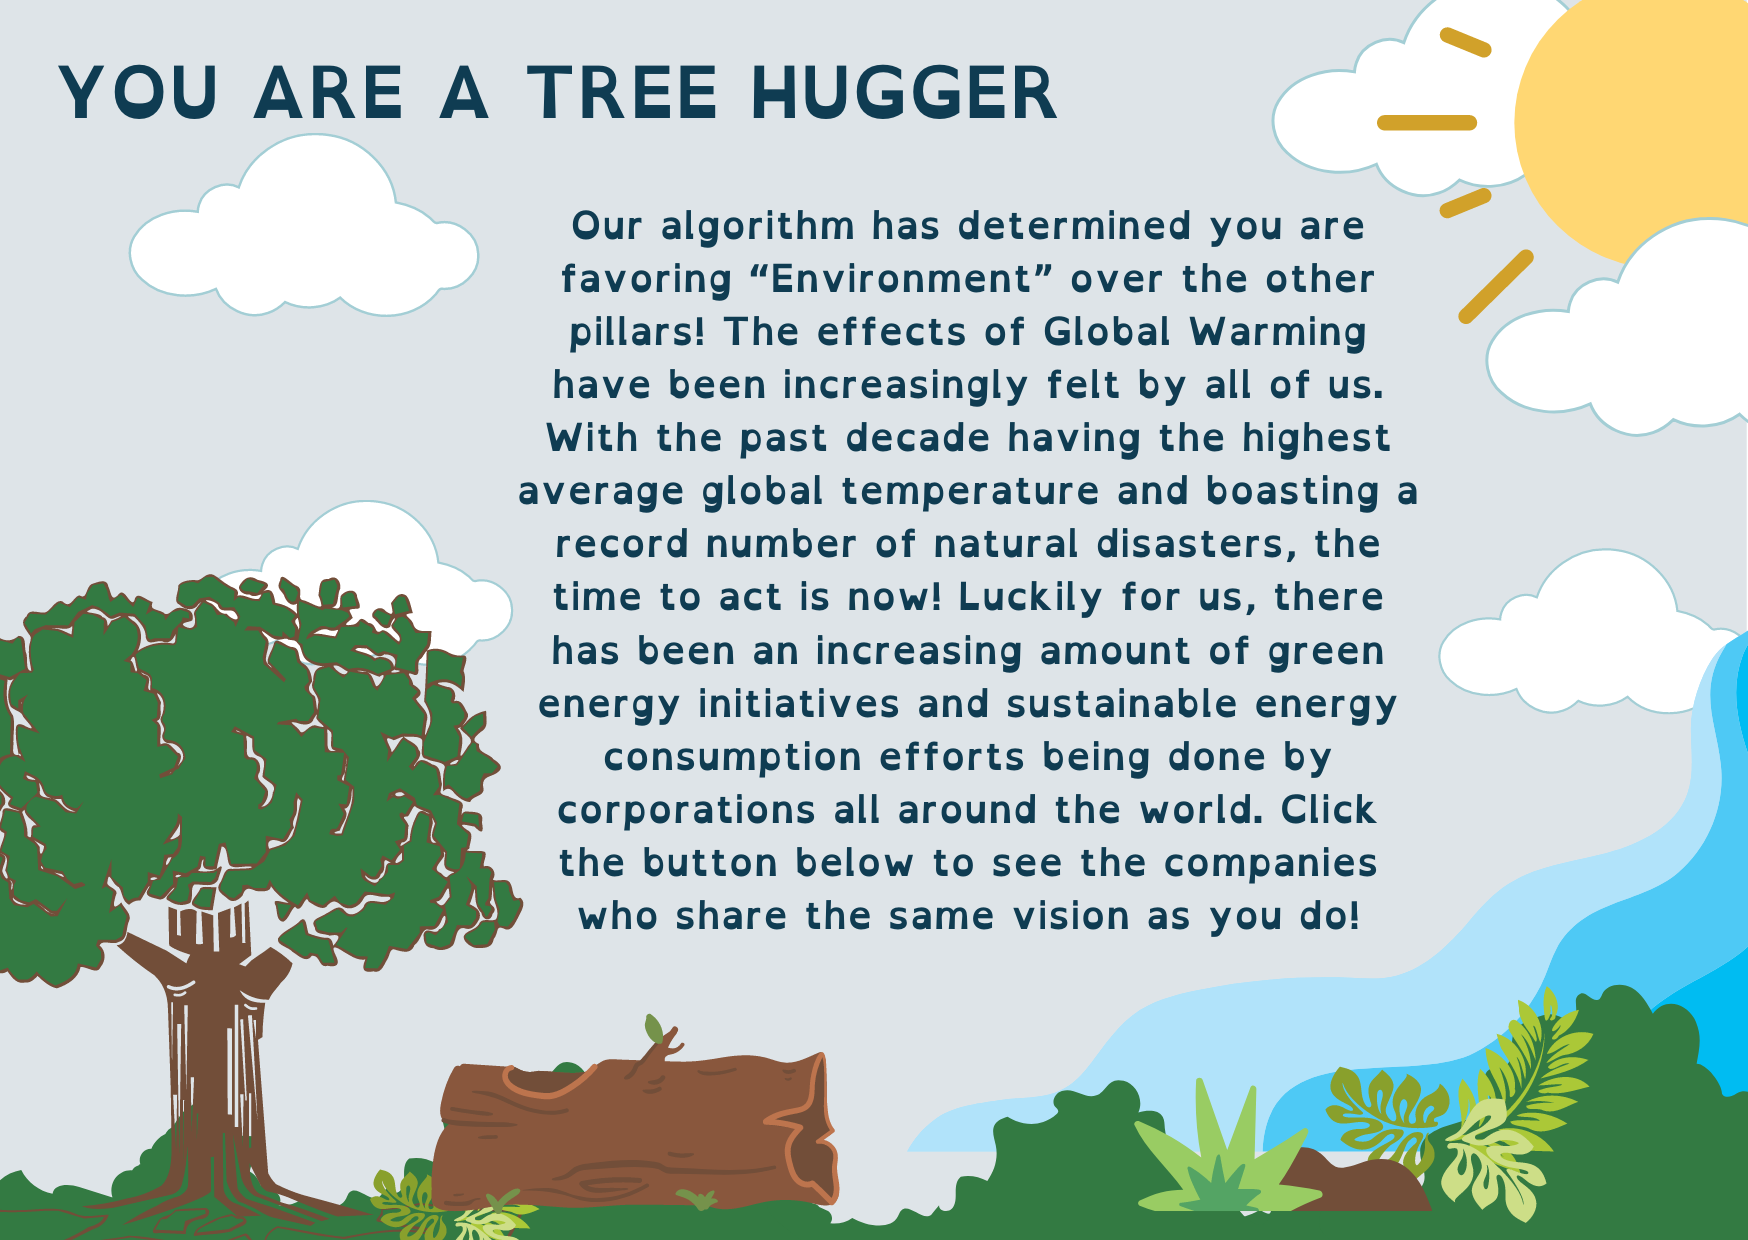 YOU ARE A TREE HUGGER
Our algorithm has determined you are
favoring “Environment” over the other
pillars! The effects of Global Warming
have been increasingly felt by all of us.
With the past decade having the highest
average global temperature and boasting a
record number of natural disasters, the
time to act is now! Luckily for us, there
has been an increasing amount of green
energy initiatives and sustainable energy
consumption efforts being done by
corporations all around the world. Click
the button below to see the companies
who share the same vision as you do!